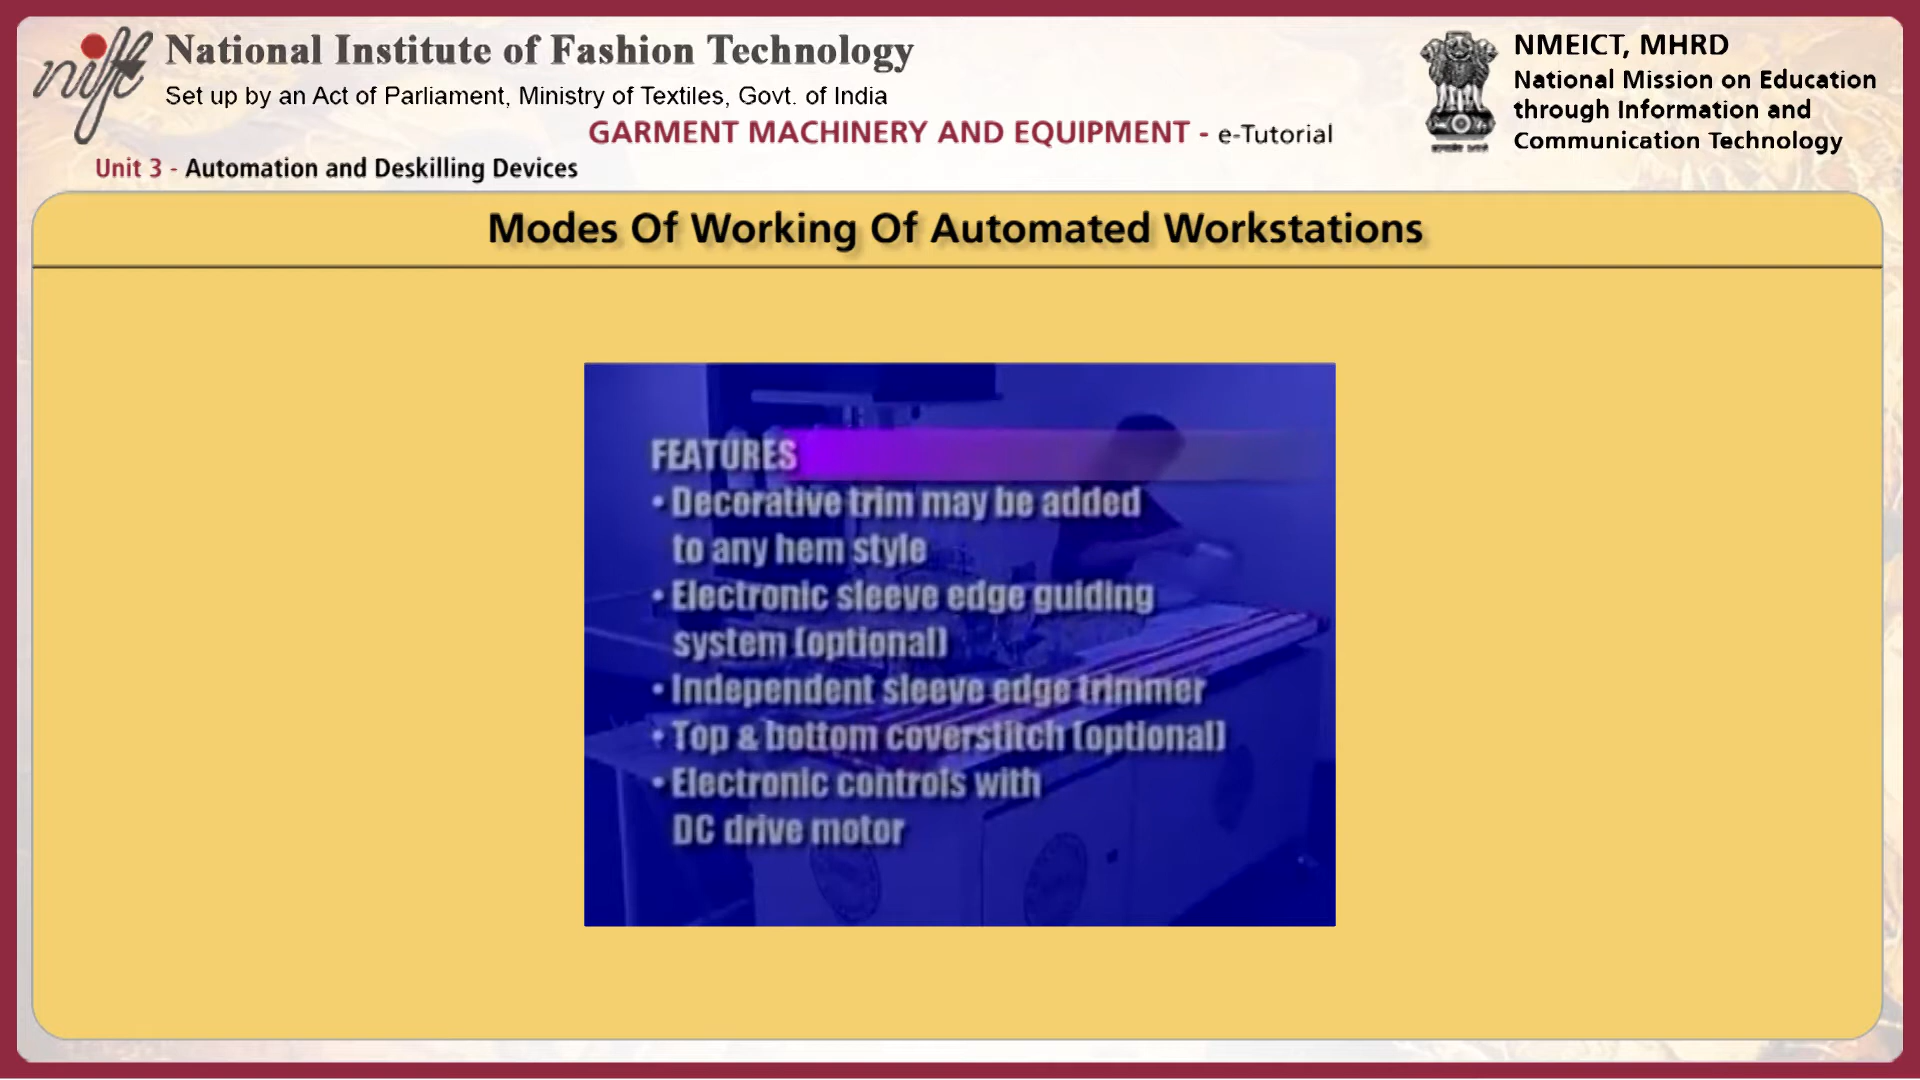 nift
National Institute of Fashion Technology
Set up by an Act of Parliament, Ministry of Textiles, Govt. of India
GARMENT MACHINERY AND EQUIPMENT - e-Tutorial
Unit 3 - Automation and Deskilling Devices
NMEICT, MHRD
National Mission on Education
through Information and
Communication Technology
Modes Of Working Of Automated Workstations
FEATURES
• Decorative trim may be added
to any hem style
• Electronic sleeve edge guiding
system (optional)
• Independent sleeve edge trimmer
• Top & bottom coverstitch (optional)
• Electronic controls with
DC drive motor